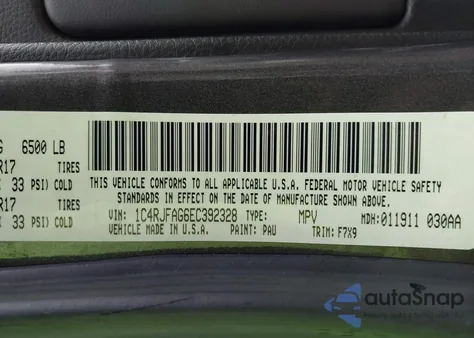 G 6500 LB
R17 TIRES
33 PSI) COLD
R17 TIRES
33 PSI) COLD
THIS VEHICLE CONFORMS TO ALL APPLICABLE U.S.A. FEDERAL MOTOR VEHICLE SAFETY
STANDARDS IN EFFECT ON THE DATE OF MANUFACTURE SHOWN ABOVE.
VIN: 1C4RJFAG6EC392328 TYPE: MPV MDH: 011911 030AA
VEHICLE MADE IN U.S.A. PAINT: PAU TRIM: F7X9
autoSnap